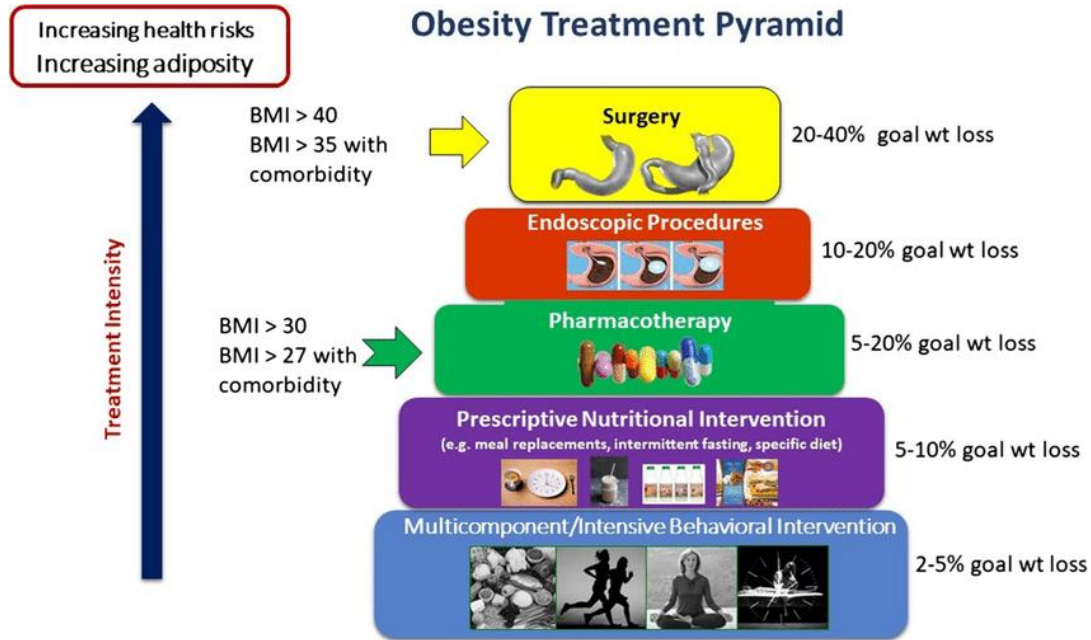 Obesity Treatment Pyramid
Increasing health risks
Increasing adiposity
Treatment Intensity
BMI > 40
BMI > 35 with
comorbidity
Surgery
20-40% goal wt loss
Endoscopic Procedures
10-20% goal wt loss
BMI > 30
BMI > 27 with
comorbidity
Pharmacotherapy
5-20% goal wt loss
Prescriptive Nutritional Intervention
(e.g. meal replacements, intermittent fasting, specific diet)
5-10% goal wt loss
Multicomponent/Intensive Behavioral Intervention
2-5% goal wt loss